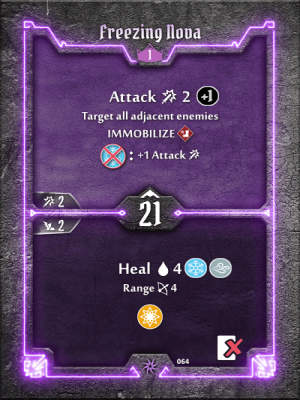 Freezing Nova
1
Attack 2 +1
Target all adjacent enemies
IMMOBILIZE
: +1 Attack
2
21
2
Heal 4
Range 4
064